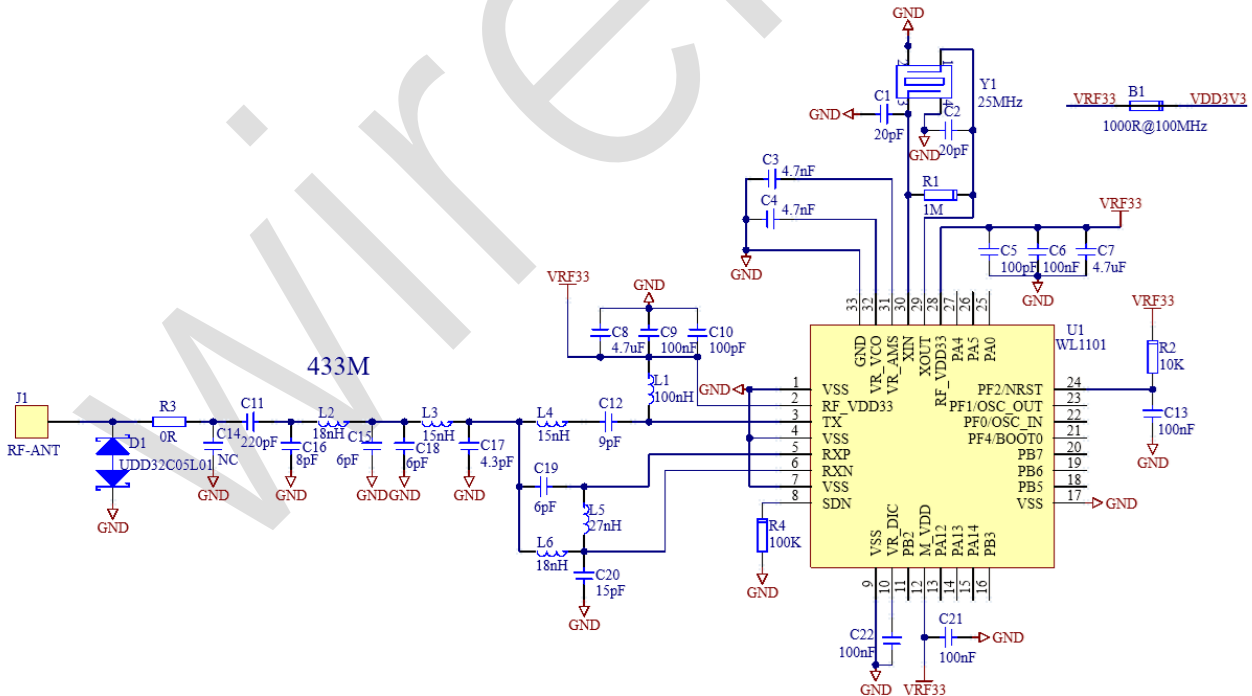 GND
Y1
25MHz
2
1
3
4
C1
GND
20pF
C2
GND
20pF
VRF33
B1
VDD3V3
1000R@100MHz
C3
4.7nF
C4
4.7nF
GND
R1
1M
VRF33
C5
100pF
C6
100nF
C7
4.7uF
GND
VRF33
GND
C8
4.7uF
C9
100nF
C10
100pF
L1
100nH
433M
J1
RF-ANT
D1
UDD32C05L01
GND
R3
0R
C14
NC
GND
C11
220pF
C16
8pF
GND
L2
18nH
C15
6pF
GND
C18
6pF
GND
L3
15nH
C17
4.3pF
GND
L4
15nH
C12
9pF
C19
6pF
L5
27nH
L6
18nH
C20
15pF
GND
GND
R4
100K
GND
U1
WL1101
33
32
31
30
29
28
27
26
25
GND
VR_VCO
VR_AMS
XIN
XOUT
RF_VDD33
PA4
PA5
PA0
1
VSS
2
RF_VDD33
3
TX
4
VSS
5
RXP
6
RXN
7
VSS
8
SDN
PF2/NRST
24
PF1/OSC_OUT
23
PF0/OSC_IN
22
PF4/BOOT0
21
PB7
20
PB6
19
PB5
18
VSS
17
GND
VSS
VR_DIC
PB2
M_VDD
PA12
PA13
PA14
PB3
9
10
11
12
13
14
15
16
VRF33
R2
10K
C13
100nF
GND
C22
100nF
GND
C21
100nF
GND
VRF33
wire